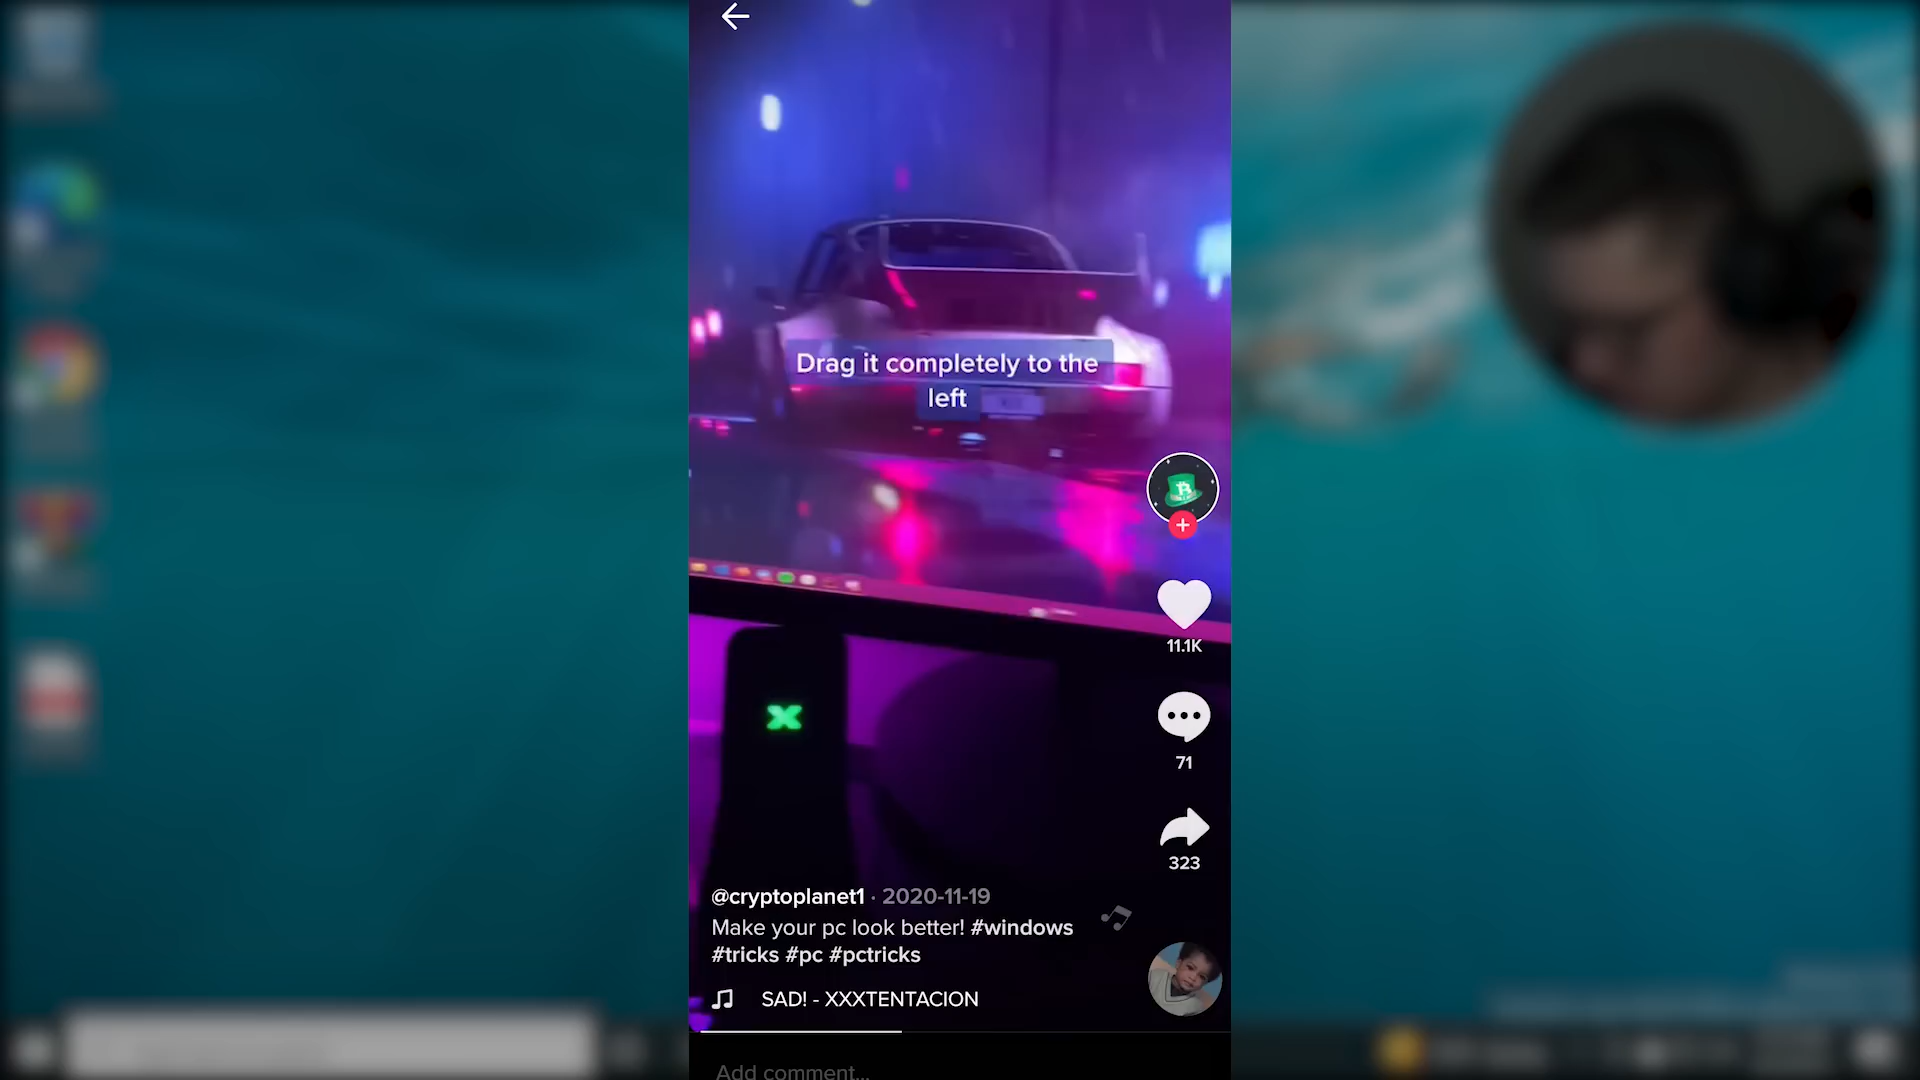 Drag it completely to the
left
11.1K
71
323
@cryptoplanet1 · 2020-11-19
Make your pc look better! #windows
#tricks #pc #pctricks
SAD! - XXXTENTACION
Add comment...